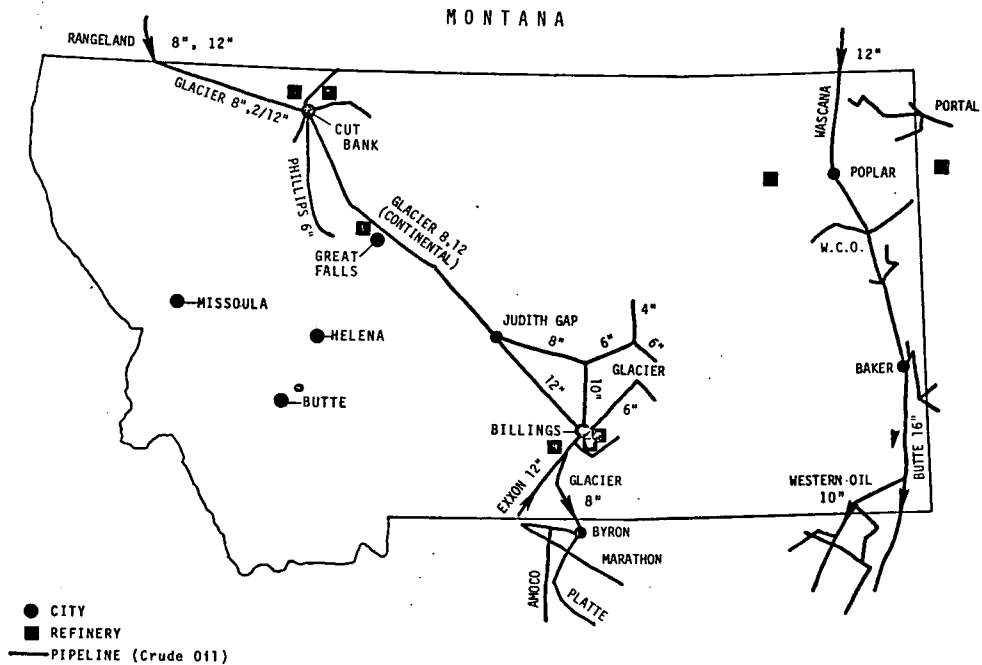 MONTANA
RANGELAND
8", 12"
12"
GLACIER 8",2/12"
WASCANA
PORTAL
CUT
BANK
POPLAR
PHILLIPS 6"
GLACIER 8,12
(CONTINENTAL)
GREAT
FALLS
W.C.O.
MISSOULA
4"
JUDITH GAP
HELENA
8"
6"
6"
GLACIER
BAKER
12"
10"
BUTTE
6"
BILLINGS
BUTTE 16"
EXXON 12"
GLACIER
8"
WESTERN OIL
10"
BYRON
MARATHON
AMOCO
PLATTE
CITY
REFINERY
PIPELINE (Crude Oil)